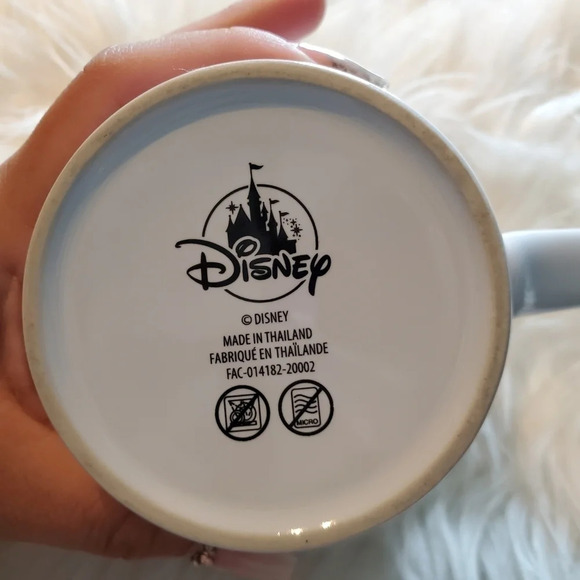 DISNEY
© DISNEY
MADE IN THAILAND
FABRIQUÉ EN THAÏLANDE
FAC-014182-20002
MICRO